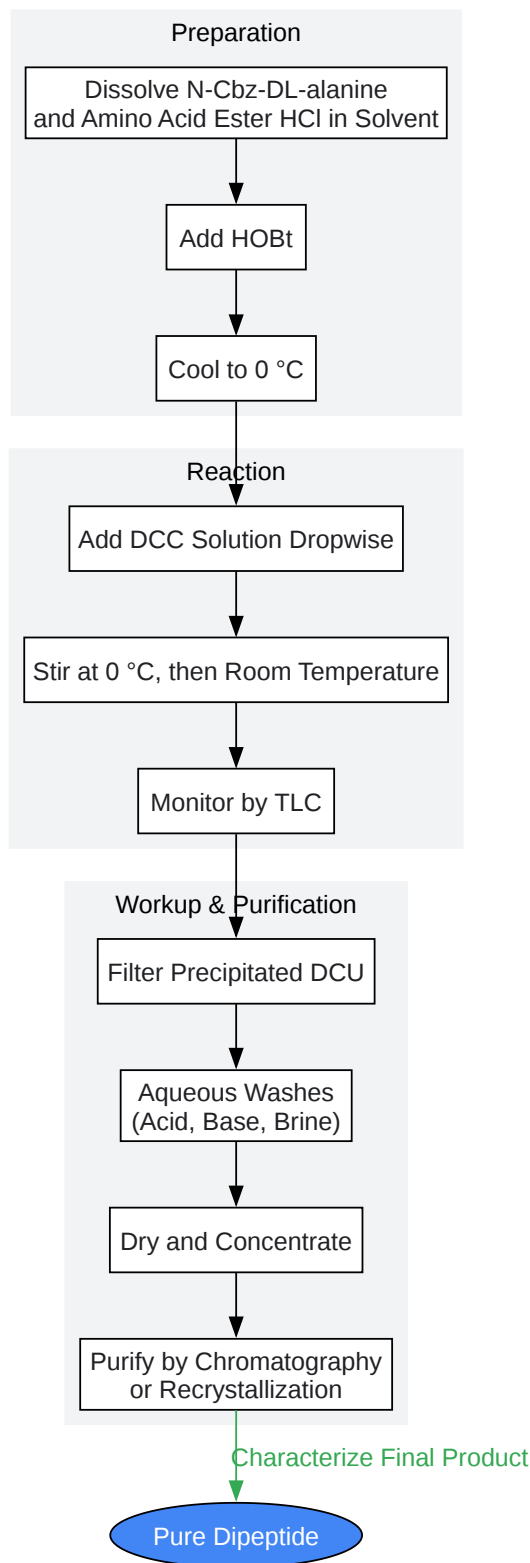 Preparation
Dissolve N-Cbz-DL-alanine
and Amino Acid Ester HCl in Solvent
Add HOBt
Cool to 0 °C
Reaction
Add DCC Solution Dropwise
Stir at 0 °C, then Room Temperature
Monitor by TLC
Workup & Purification
Filter Precipitated DCU
Aqueous Washes
(Acid, Base, Brine)
Dry and Concentrate
Purify by Chromatography
or Recrystallization
Characterize Final Product
Pure Dipeptide